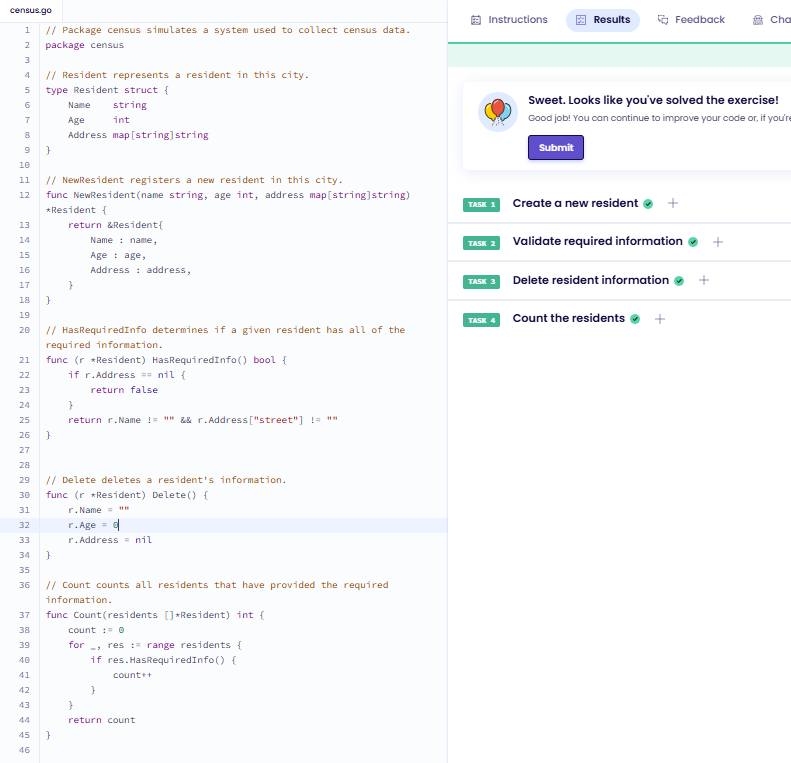 census.go
Instructions
Results
Feedback
1 // Package census simulates a system used to collect census data.
2 package census
3
4 // Resident represents a resident in this city.
5 type Resident struct {
6     Name    string
7     Age     int
8     Address map[string]string
9 }
10
11 // NewResident registers a new resident in this city.
12 func NewResident(name string, age int, address map[string]string)
*Resident {
13     return &Resident{
14         Name : name,
15         Age : age,
16         Address : address,
17     }
18 }
19
20 // HasRequiredInfo determines if a given resident has all of the
required information.
21 func (r *Resident) HasRequiredInfo() bool {
22     if r.Address == nil {
23         return false
24     }
25     return r.Name != "" && r.Address["street"] != ""
26 }
27
28
29 // Delete deletes a resident's information.
30 func (r *Resident) Delete() {
31     r.Name = ""
32     r.Age = 0
33     r.Address = nil
34 }
35
36 // Count counts all residents that have provided the required
information.
37 func Count(residents []*Resident) int {
38     count := 0
39     for _, res := range residents {
40         if res.HasRequiredInfo() {
41             count++
42         }
43     }
44     return count
45 }
46
Sweet. Looks like you've solved the exercise!
Good job! You can continue to improve your code or, if you're
Submit
TASK 1 Create a new resident
TASK 2 Validate required information
TASK 3 Delete resident information
TASK 4 Count the residents